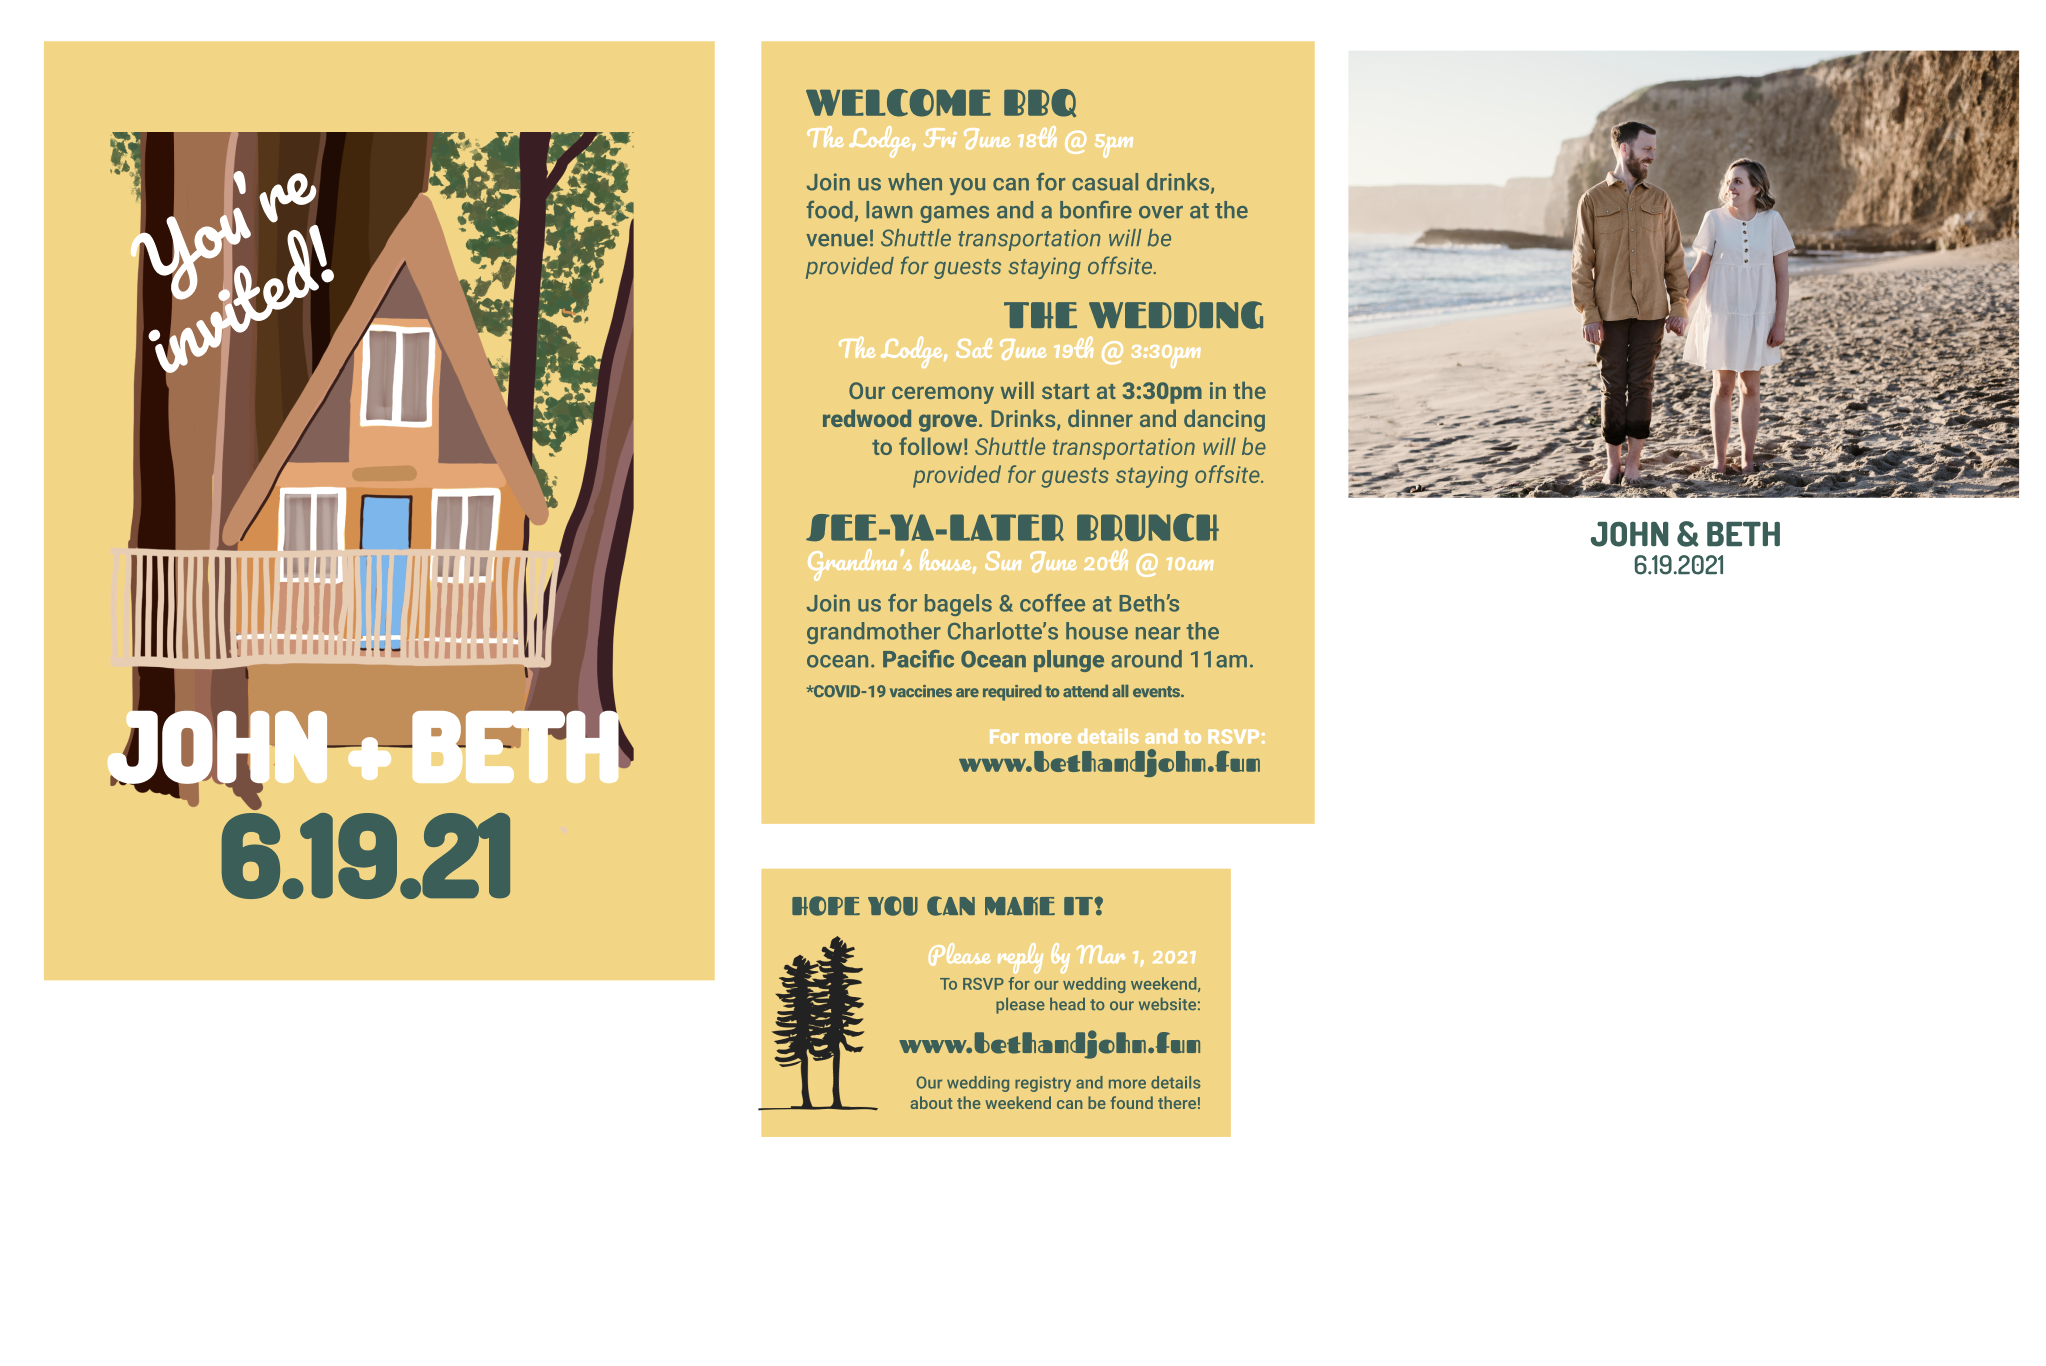 You're
invited!
JOHN + BETH
6.19.21
WELCOME BBQ
The Lodge, Fri June 18th @ 5pm
Join us when you can for casual drinks,
food, lawn games and a bonfire over at the
venue! Shuttle transportation will be
provided for guests staying offsite.
THE WEDDING
The Lodge, Sat June 19th @ 3:30pm
Our ceremony will start at 3:30pm in the
redwood grove. Drinks, dinner and dancing
to follow! Shuttle transportation will be
provided for guests staying offsite.
SEE-YA-LATER BRUNCH
Grandma's house, Sun June 20th @ 10am
Join us for bagels & coffee at Beth’s
grandmother Charlotte’s house near the
ocean. Pacific Ocean plunge around 11am.
*COVID-19 vaccines are required to attend all events.
For more details and to RSVP:
www.bethandjohn.fun
HOPE YOU CAN MAKE IT!
Please reply by Mar 1, 2021
To RSVP for our wedding weekend,
please head to our website:
www.bethandjohn.fun
Our wedding registry and more details
about the weekend can be found there!
JOHN & BETH
6.19.2021